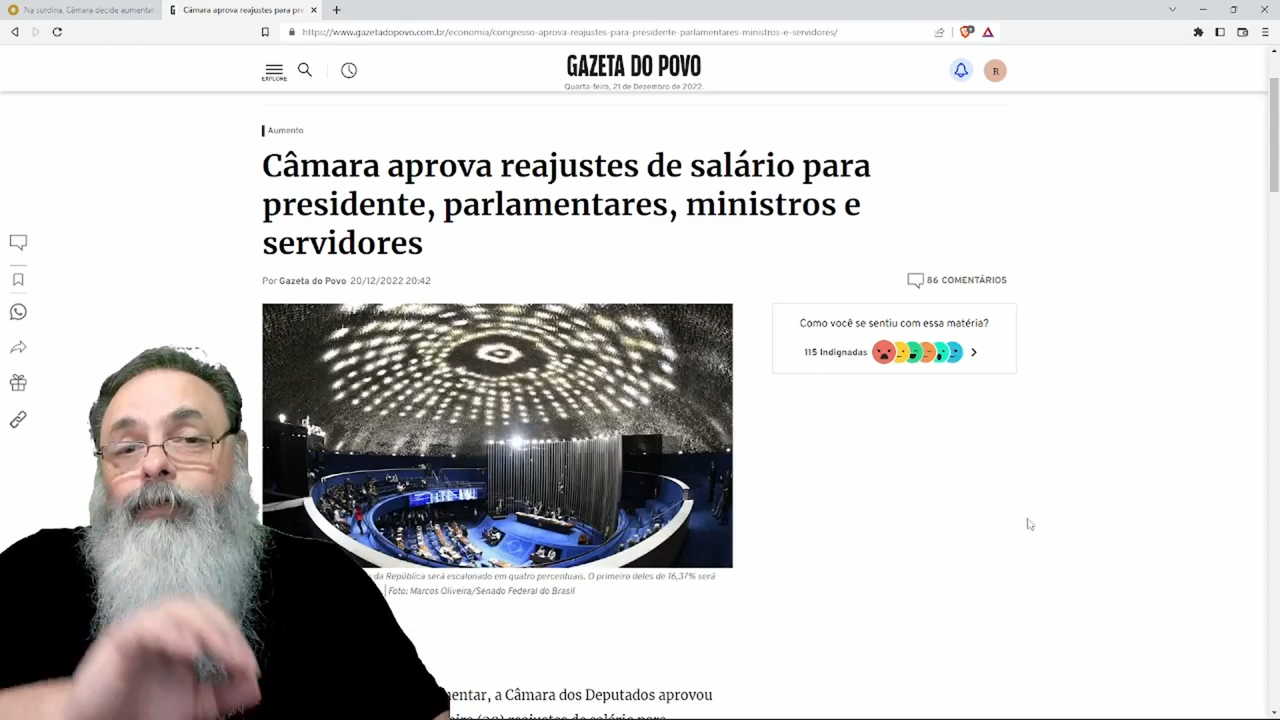 Na surdina, Câmara decide aumentar
Câmara aprova reajustes para pre
https://www.gazetadopovo.com.br/economia/congresso-aprova-reajustes-para-presidente-parlamentares-ministros-e-servidores/
EXPLORE
GAZETA DO POVO
Quarta-feira, 21 de Dezembro de 2022.
R
Aumento
Câmara aprova reajustes de salário para
presidente, parlamentares, ministros e
servidores
Por Gazeta do Povo 20/12/2022 20:42
86 COMENTÁRIOS
Como você se sentiu com essa matéria?
115 Indignadas
da República será escalonado em quatro percentuais. O primeiro deles de 16,37% será
| Foto: Marcos Oliveira/Senado Federal do Brasil
entar, a Câmara dos Deputados aprovou
reajustes de salário para